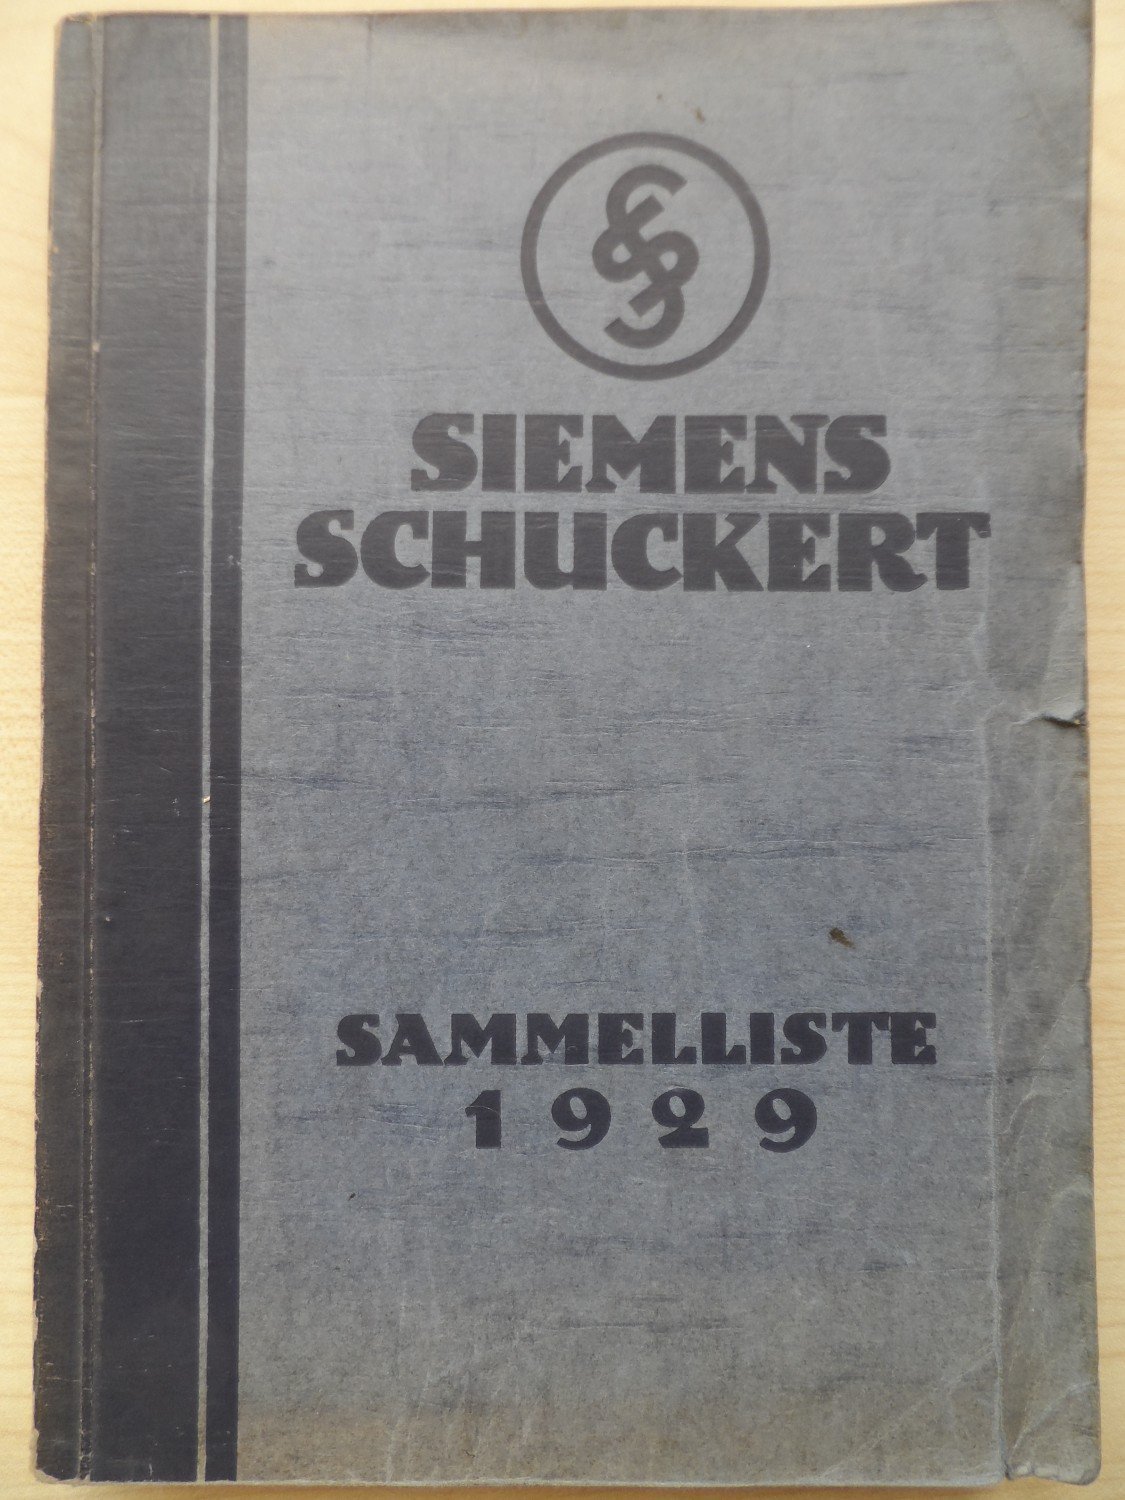 SIEMENS
SCHUCKERT
SAMMELLISTE
1929